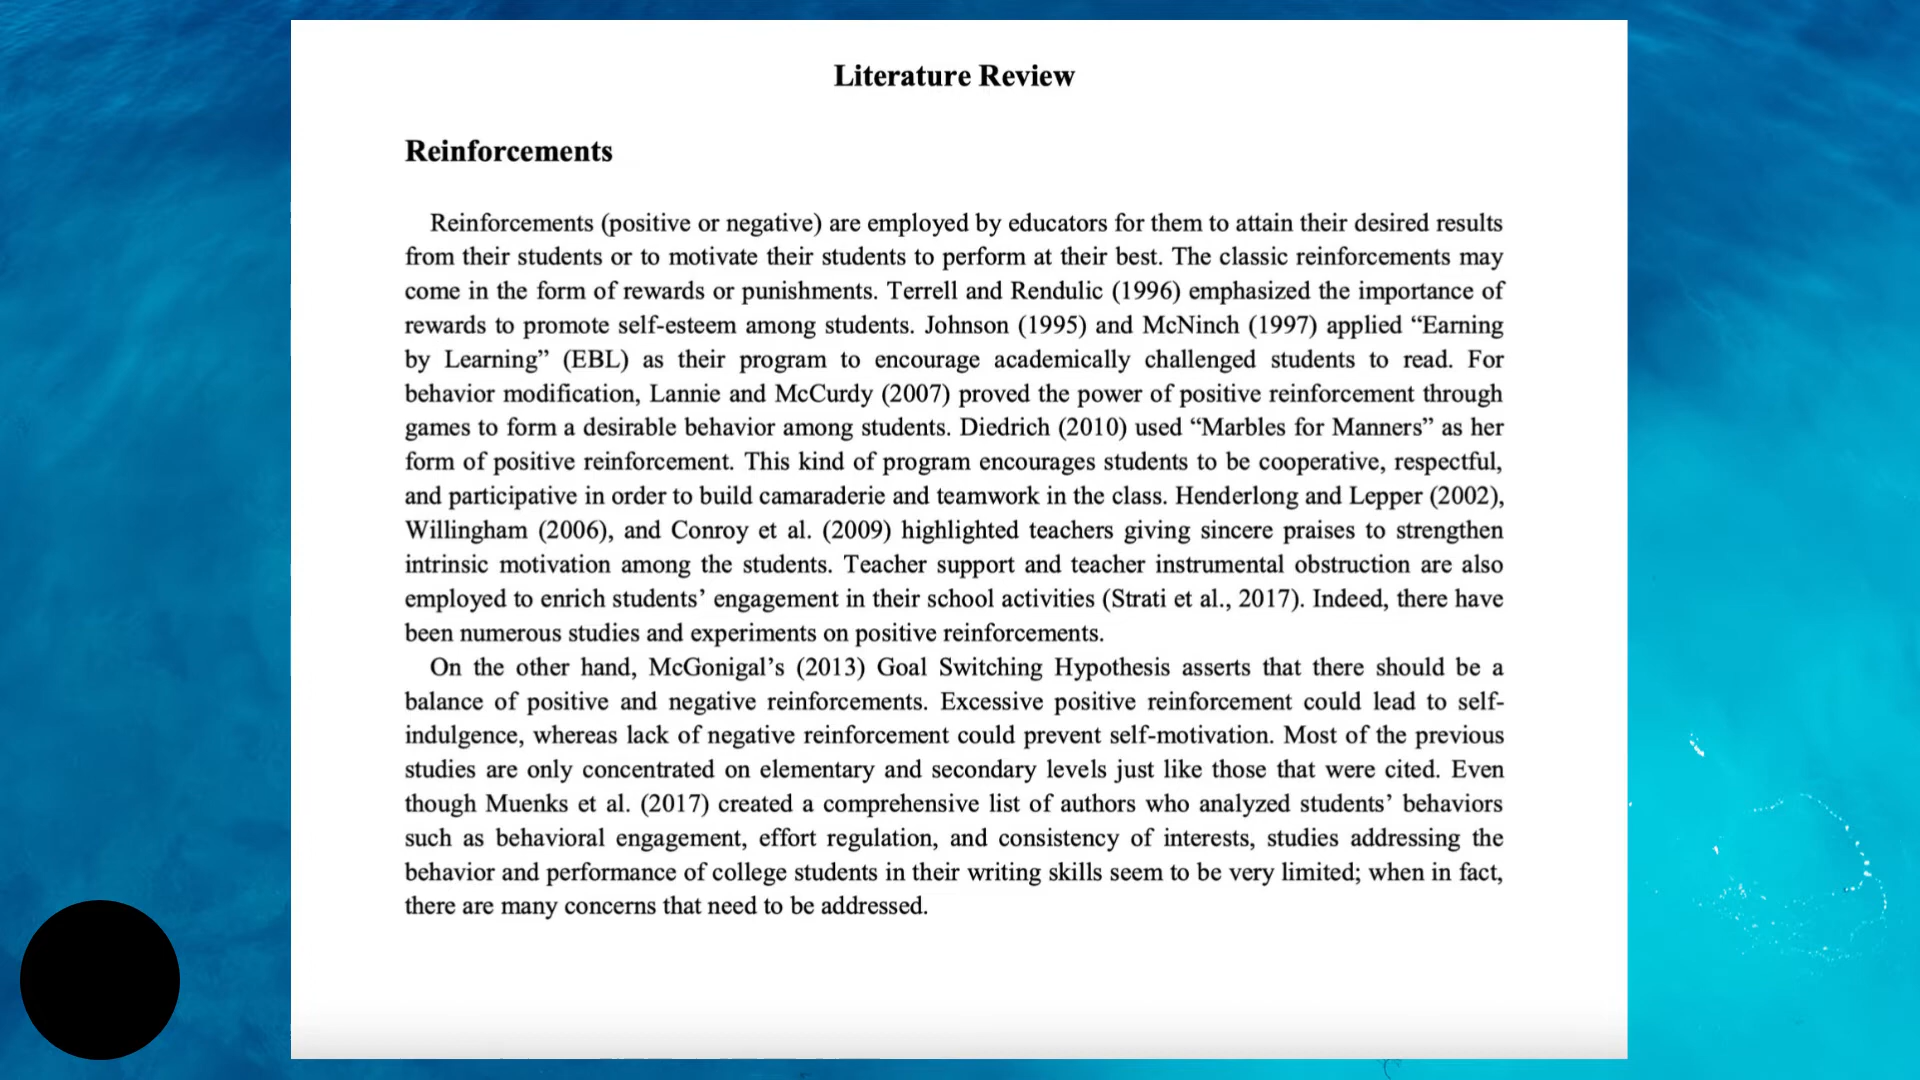 Literature Review
Reinforcements
Reinforcements (positive or negative) are employed by educators for them to attain their desired results
from their students or to motivate their students to perform at their best. The classic reinforcements may
come in the form of rewards or punishments. Terrell and Rendulic (1996) emphasized the importance of
rewards to promote self-esteem among students. Johnson (1995) and McNinch (1997) applied “Earning
by Learning” (EBL) as their program to encourage academically challenged students to read. For
behavior modification, Lannie and McCurdy (2007) proved the power of positive reinforcement through
games to form a desirable behavior among students. Diedrich (2010) used “Marbles for Manners” as her
form of positive reinforcement. This kind of program encourages students to be cooperative, respectful,
and participative in order to build camaraderie and teamwork in the class. Henderlong and Lepper (2002),
Willingham (2006), and Conroy et al. (2009) highlighted teachers giving sincere praises to strengthen
intrinsic motivation among the students. Teacher support and teacher instrumental obstruction are also
employed to enrich students’ engagement in their school activities (Strati et al., 2017). Indeed, there have
been numerous studies and experiments on positive reinforcements.
On the other hand, McGonigal’s (2013) Goal Switching Hypothesis asserts that there should be a
balance of positive and negative reinforcements. Excessive positive reinforcement could lead to self-
indulgence, whereas lack of negative reinforcement could prevent self-motivation. Most of the previous
studies are only concentrated on elementary and secondary levels just like those that were cited. Even
though Muenks et al. (2017) created a comprehensive list of authors who analyzed students’ behaviors
such as behavioral engagement, effort regulation, and consistency of interests, studies addressing the
behavior and performance of college students in their writing skills seem to be very limited; when in fact,
there are many concerns that need to be addressed.